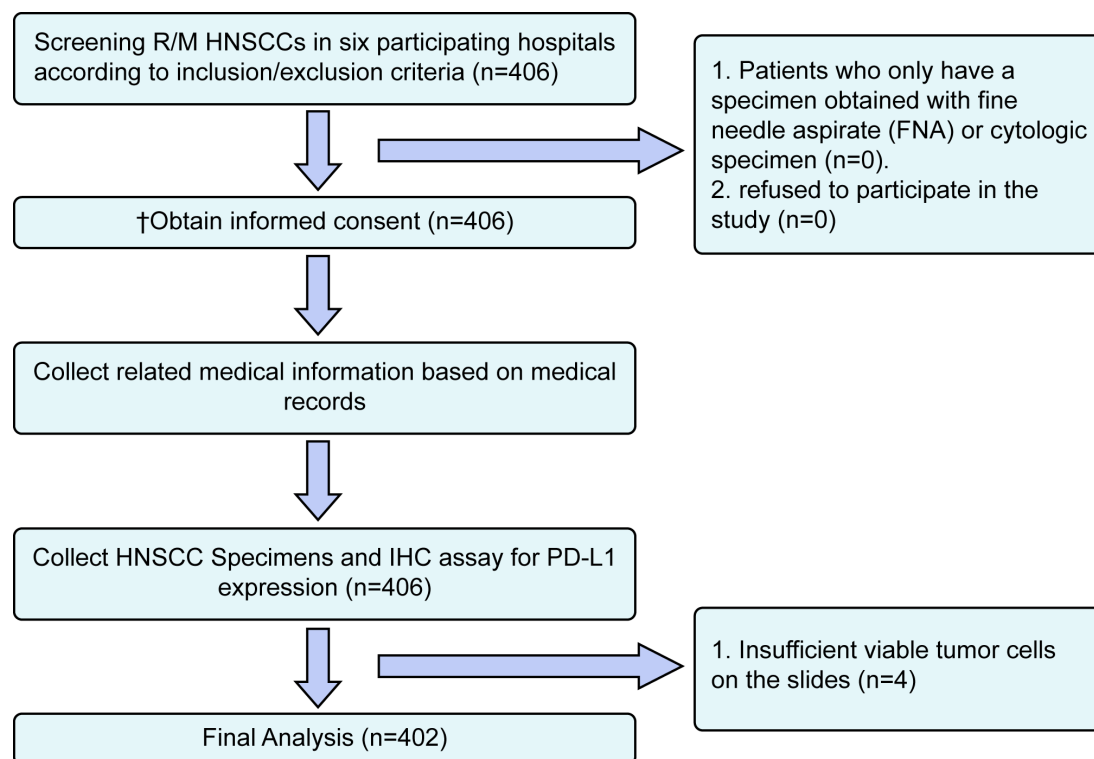 Screening R/M HNSCCs in six participating hospitals
according to inclusion/exclusion criteria (n=406)
1. Patients who only have a
specimen obtained with fine
needle aspirate (FNA) or cytologic
specimen (n=0).
2. refused to participate in the
study (n=0)
†Obtain informed consent (n=406)
Collect related medical information based on medical
records
Collect HNSCC Specimens and IHC assay for PD-L1
expression (n=406)
1. Insufficient viable tumor cells
on the slides (n=4)
Final Analysis (n=402)